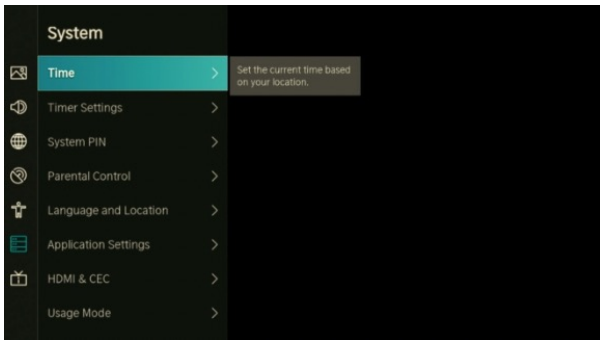 System
Time
Set the current time based
on your location.
Timer Settings
System PIN
Parental Control
Language and Location
Application Settings
HDMI & CEC
Usage Mode